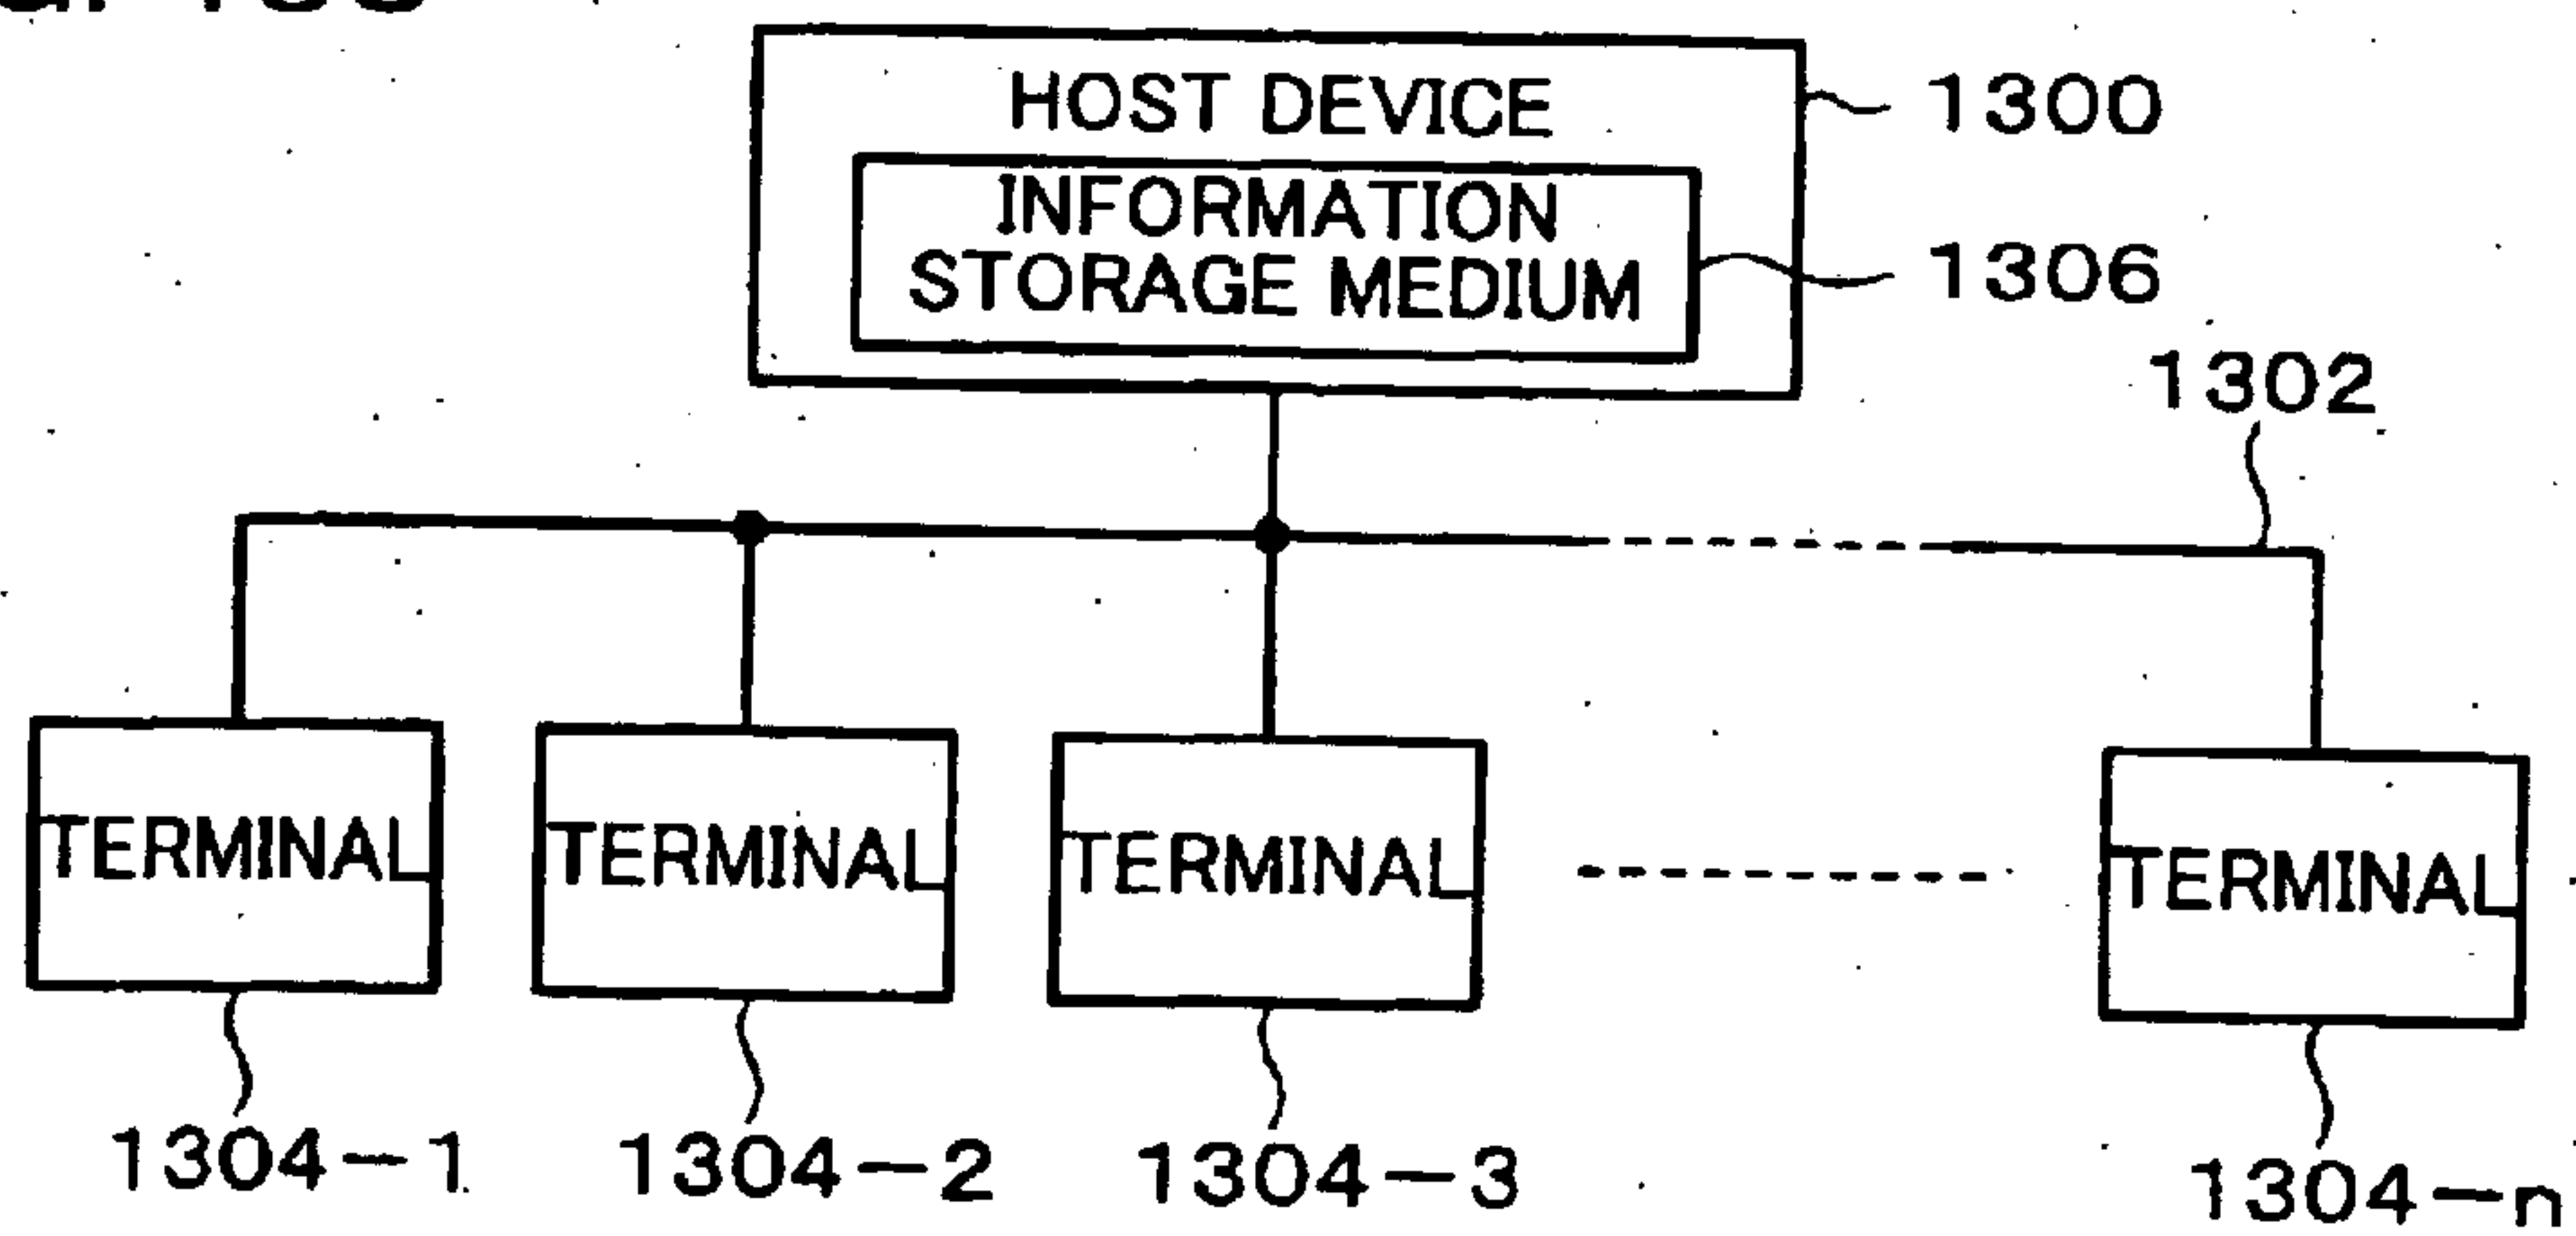 HOST DEVICE
1300
INFORMATION
STORAGE MEDIUM
1306
1302
TERMINAL
TERMINAL
TERMINAL
TERMINAL
1304-1
1304-2
1304-3
1304-n